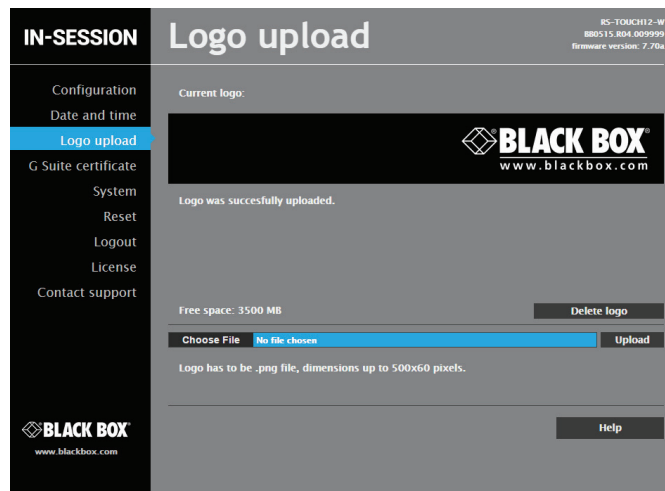 IN-SESSION
Logo upload
RS-TOUCH12-W
BB0515.R04.009999
firmware version: 7.70a
Configuration
Date and time
Logo upload
G Suite certificate
System
Reset
Logout
License
Contact support
Current logo:
BLACK BOX®
www.blackbox.com
Logo was succesfully uploaded.
Free space: 3500 MB
Delete logo
Choose File
No file chosen
Upload
Logo has to be .png file, dimensions up to 500x60 pixels.
Help
BLACK BOX®
www.blackbox.com